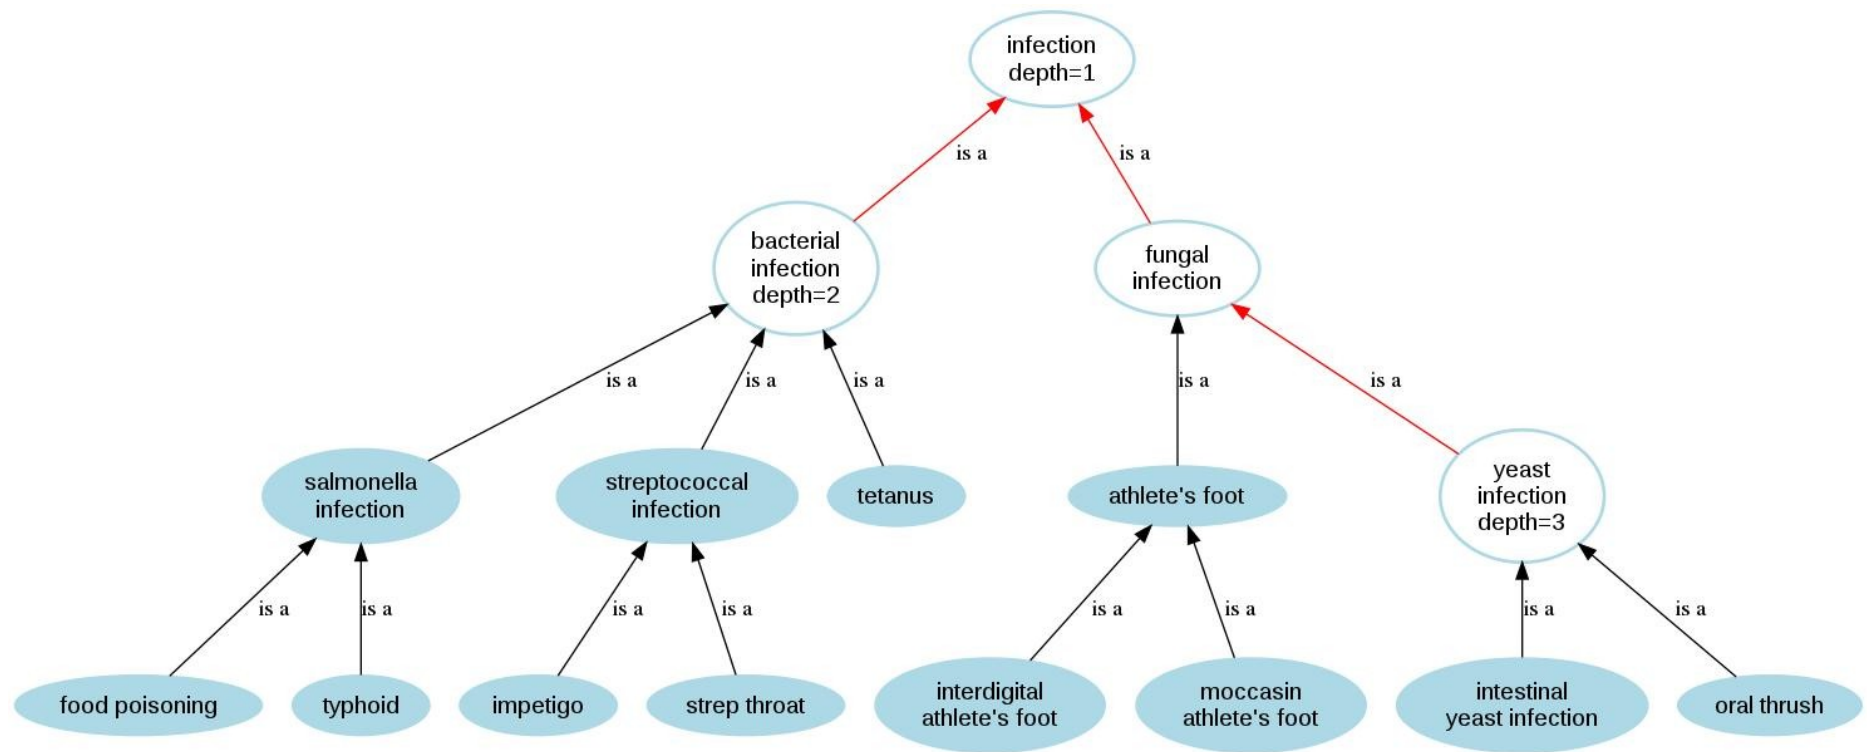 infection
depth=1
is a
is a
bacterial
infection
depth=2
fungal
infection
is a
is a
is a
is a
is a
salmonella
infection
streptococcal
infection
tetanus
athlete's foot
yeast
infection
depth=3
is a
is a
is a
is a
is a
is a
is a
is a
food poisoning
typhoid
impetigo
strep throat
interdigital
athlete's foot
moccasin
athlete's foot
intestinal
yeast infection
oral thrush